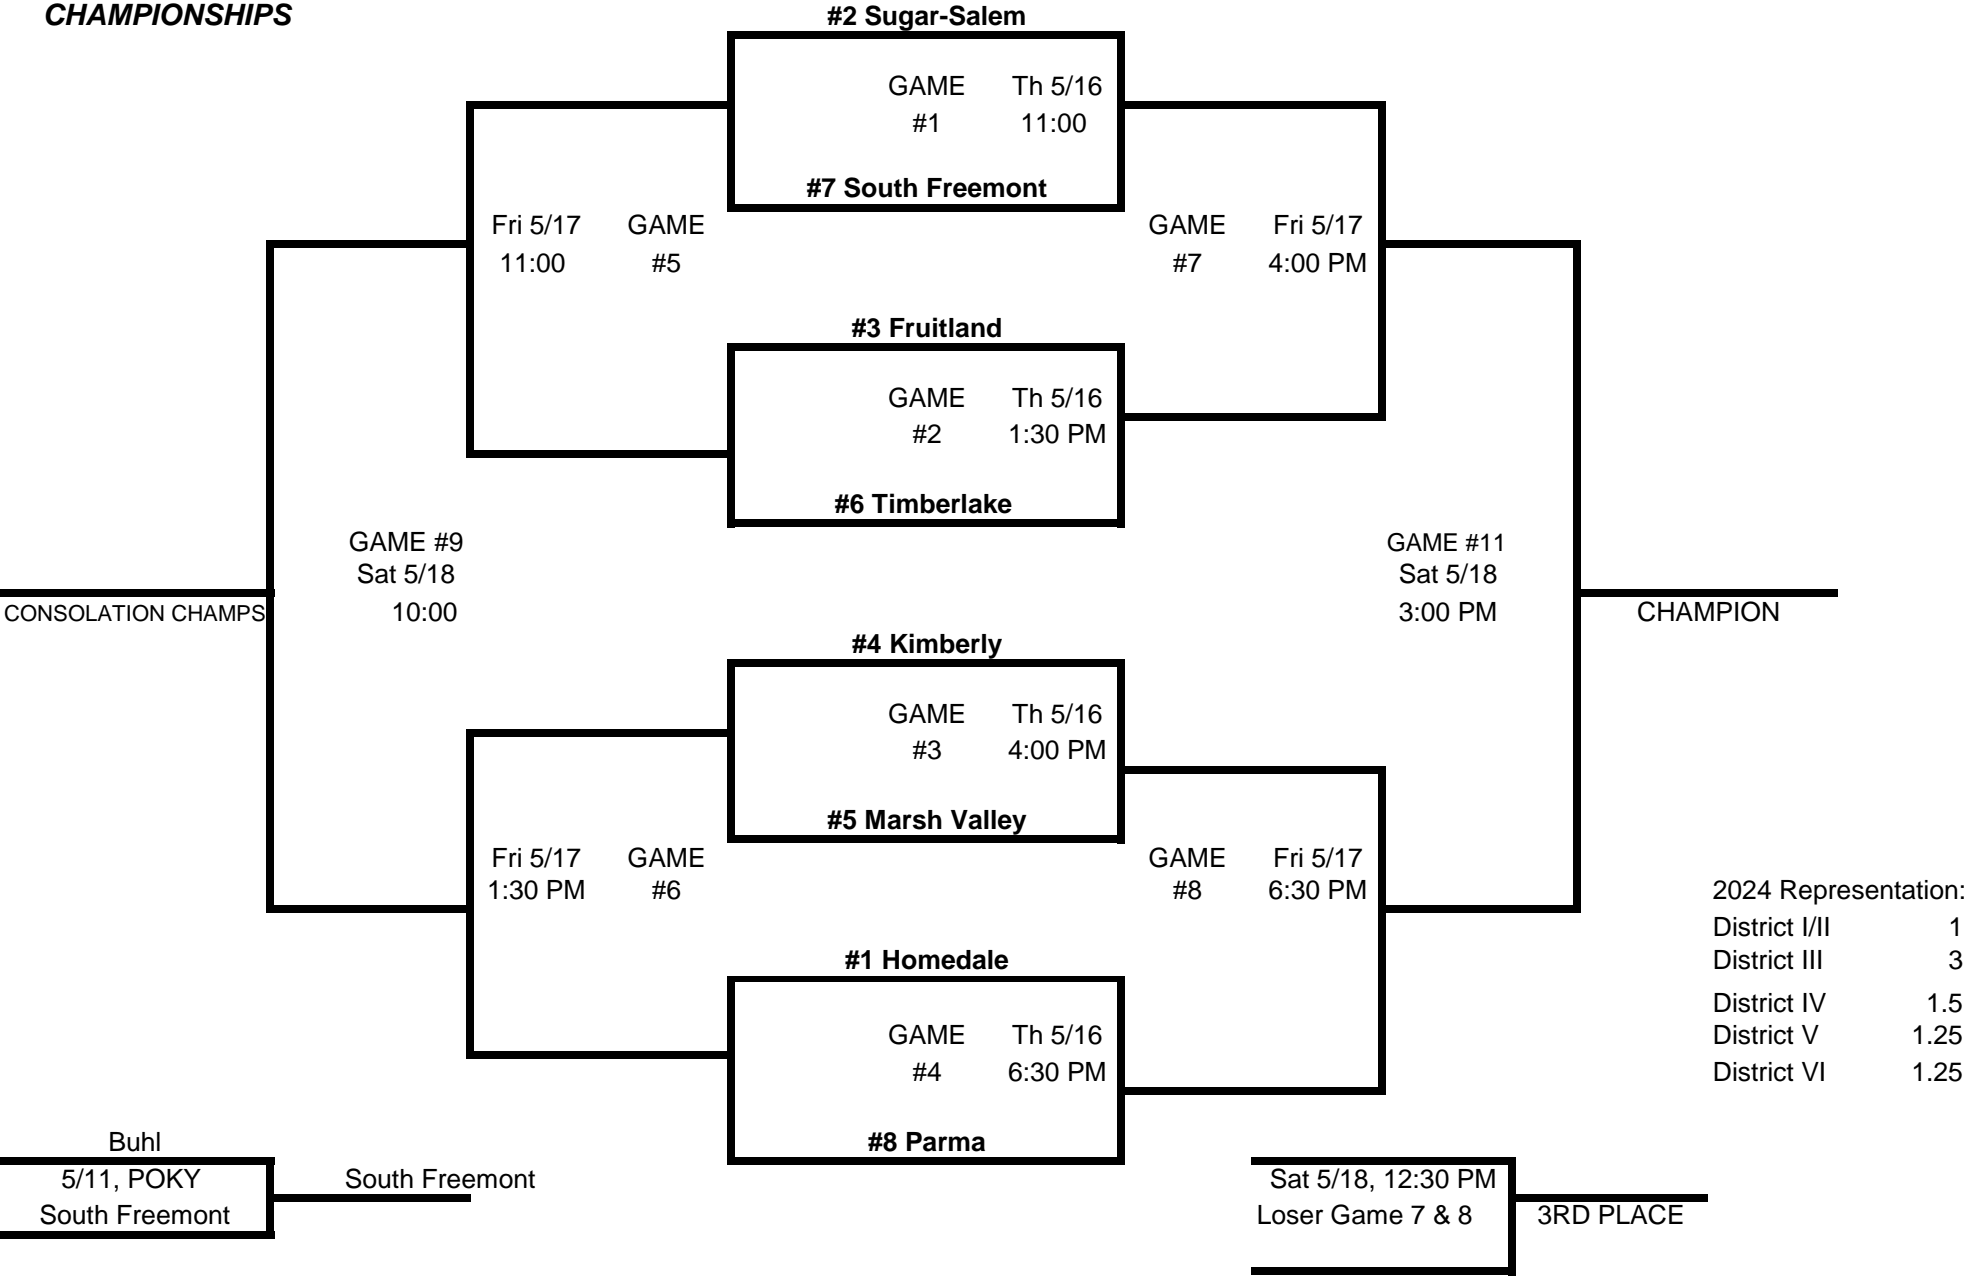 CHAMPIONSHIPS
#2 Sugar-Salem
GAME Th 5/16
#1 11:00
#7 South Freemont
Fri 5/17 GAME
11:00 #5
GAME Fri 5/17
#7 4:00 PM
#3 Fruitland
GAME Th 5/16
#2 1:30 PM
#6 Timberlake
GAME #9
Sat 5/18
10:00
CONSOLATION CHAMPS
GAME #11
Sat 5/18
3:00 PM
CHAMPION
#4 Kimberly
GAME Th 5/16
#3 4:00 PM
#5 Marsh Valley
Fri 5/17 GAME
1:30 PM #6
GAME Fri 5/17
#8 6:30 PM
#1 Homedale
GAME Th 5/16
#4 6:30 PM
#8 Parma
2024 Representation:
District I/II 1
District III 3
District IV 1.5
District V 1.25
District VI 1.25
Buhl
5/11, POKY
South Freemont
South Freemont
Sat 5/18, 12:30 PM
Loser Game 7 & 8
3RD PLACE